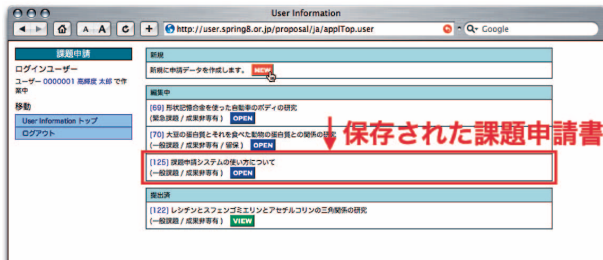 User Information
A A
C
+
http://user.spring8.or.jp/proposal/ja/applTop.user
Google
課題申請
ログインユーザー
ユーザー 0000001 高輝度 太郎 で作
業中
移動
User Information トップ
ログアウト
新規
新規に申請データを作成します。 NEW
編集中
[69] 形状記憶合金を使った自動車のボディの研究
(緊急課題 / 成果非専有 ) OPEN
[70] 大豆の蛋白質とそれを食べた動物の蛋白質との関係の研
(一般課題 / 成果非専有 / 留保 ) OPEN
保存された課題申請書
[125] 課題申請システムの使い方について
(一般課題 / 成果専有 ) OPEN
提出済
[122] レシチンとスフェンゴミエリンとアセチルコリンの三角関係の研究
(一般課題 / 成果非専有 ) VIEW